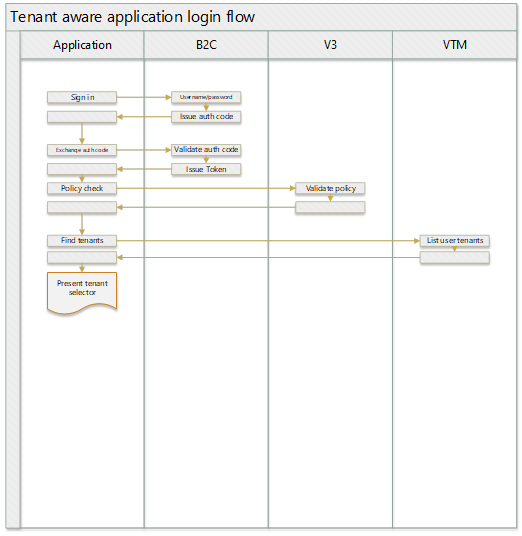 Tenant aware application login flow
Application B2C V3 VTM
Sign in Username/password
Issue auth code
Exchange auth code Validate auth code
Issue Token
Policy check Validate policy
Find tenants List user tenants
Present tenant
selector